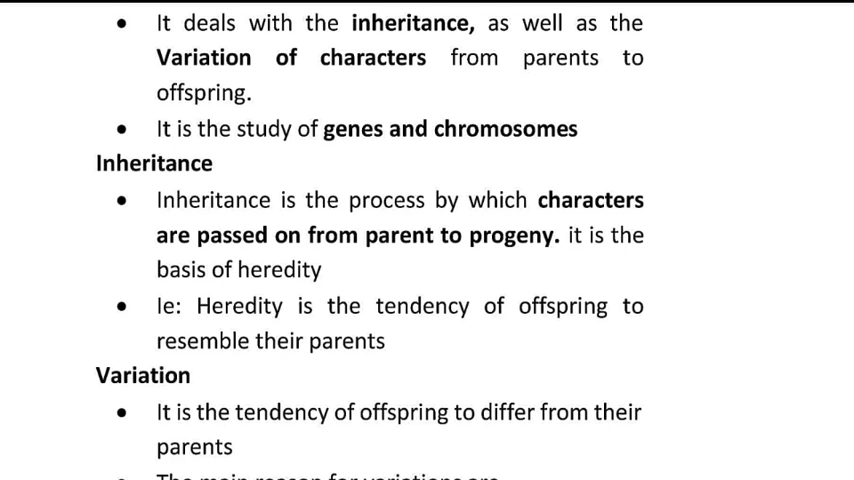 • It deals with the inheritance, as well as the
Variation of characters from parents to
offspring.
• It is the study of genes and chromosomes
Inheritance
• Inheritance is the process by which characters
are passed on from parent to progeny. it is the
basis of heredity
• Ie: Heredity is the tendency of offspring to
resemble their parents
Variation
• It is the tendency of offspring to differ from their
parents
• The main reason for variations are